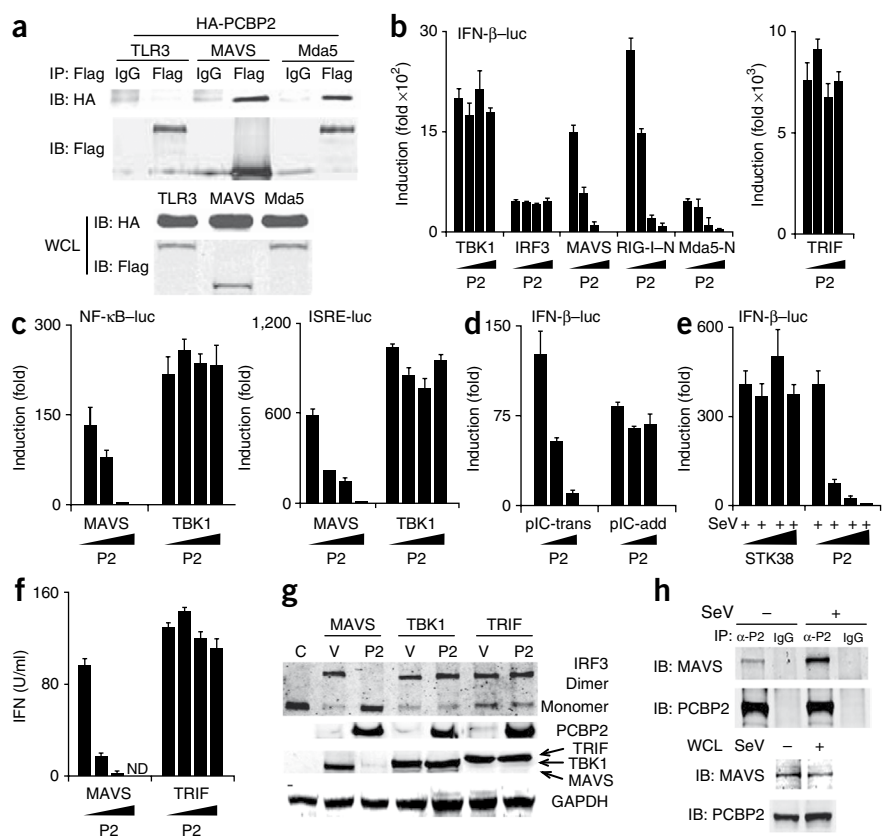 a
HA-PCBP2
TLR3 MAVS Mda5
IP: Flag IgG Flag IgG Flag IgG Flag
IB: HA
IB: Flag
TLR3 MAVS Mda5
WCL
IB: HA
IB: Flag
b
IFN-β–luc
Induction (fold ×10²)
30
15
0
TBK1 IRF3 MAVS RIG-I–N Mda5-N
P2 P2 P2 P2 P2
Induction (fold ×10³)
10
5
0
TRIF
P2
c
NF-κB–luc
Induction (fold)
300
150
0
MAVS TBK1
P2
ISRE-luc
Induction (fold)
1,200
600
0
MAVS TBK1
P2
d
IFN-β–luc
Induction (fold)
150
75
0
pIC-trans pIC-add
P2
e
IFN-β–luc
Induction (fold)
600
300
0
SeV + + + + + + + +
STK38 P2
f
IFN (U/ml)
160
80
0
ND
MAVS TRIF
P2
g
MAVS TBK1 TRIF
C V P2 V P2 V P2
IRF3
Dimer
Monomer
PCBP2
TRIF
TBK1
MAVS
GAPDH
h
SeV – +
IP: α-P2 IgG α-P2 IgG
IB: MAVS
IB: PCBP2
WCL SeV – +
IB: MAVS
IB: PCBP2